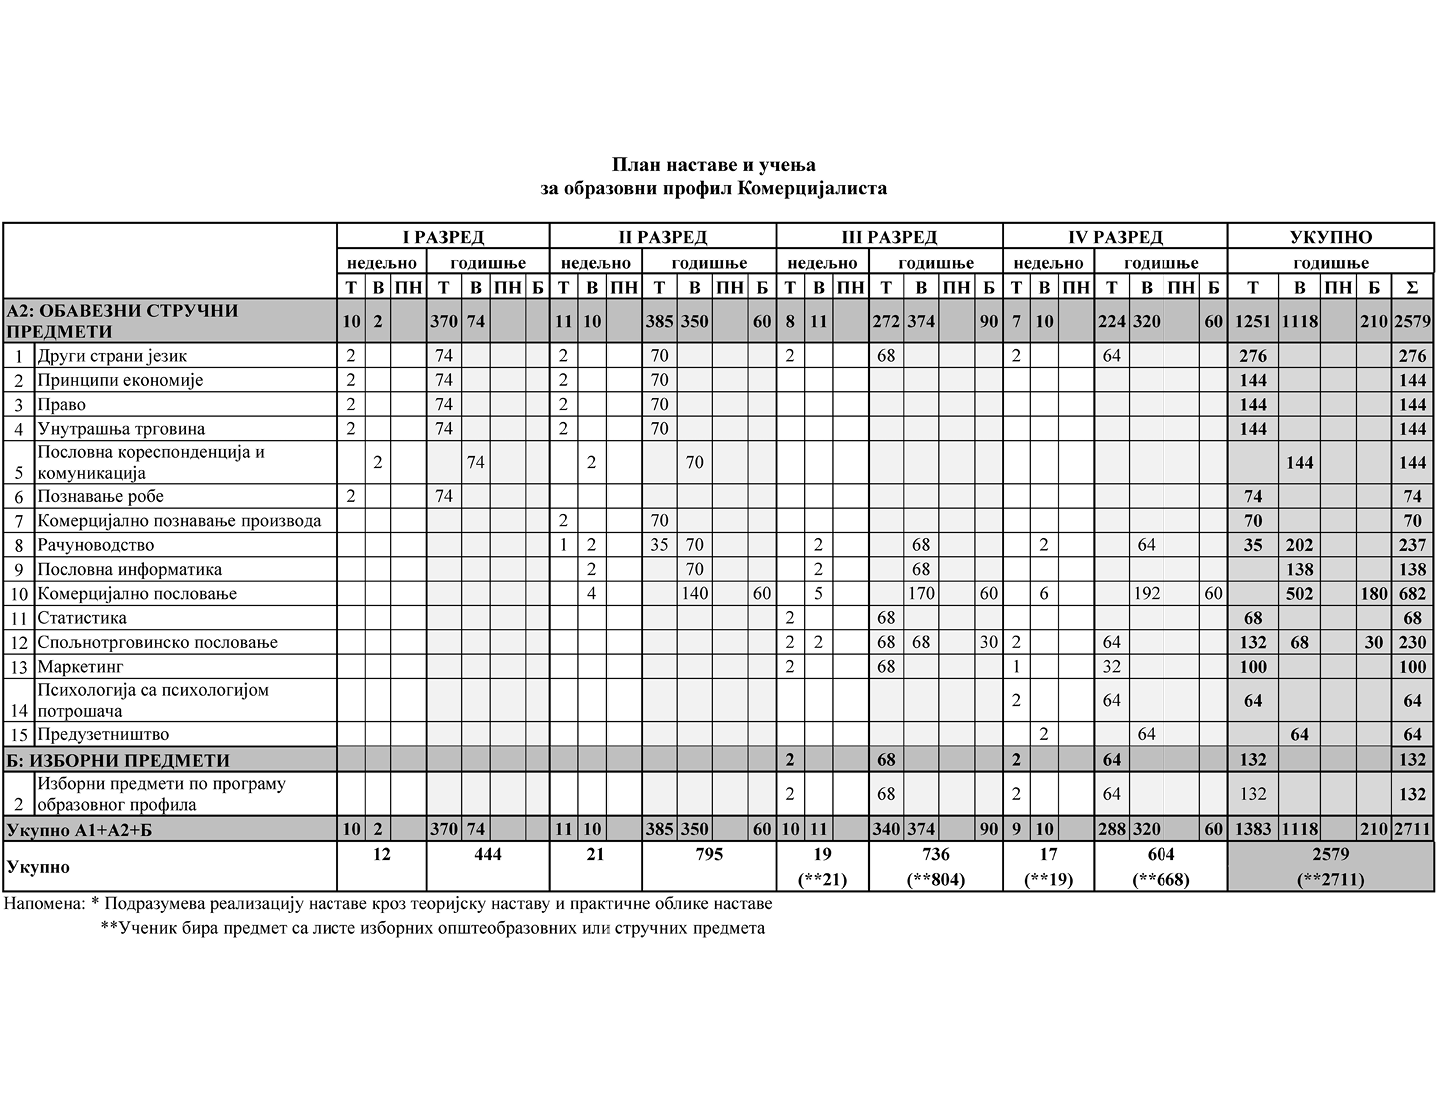 План наставе и учења
за образовни профил Комерцијалиста
I РАЗРЕД II РАЗРЕД III РАЗРЕД IV РАЗРЕД УКУПНО
недељно годишње недељно годишње недељно годишње недељно годишње годишње
Т В ПН Т В ПН Б Т В ПН Т В ПН Б Т В ПН Т В ПН Б Т В ПН Т В ПН Б Т В ПН Б Σ
А2: ОБАВЕЗНИ СТРУЧНИ
ПРЕДМЕТИ 10 2 370 74 11 10 385 350 60 8 11 272 374 90 7 10 224 320 60 1251 1118 210 2579
1 Други страни језик 2 74 2 70 2 68 2 64 276 276
2 Принципи економије 2 74 2 70 144 144
3 Право 2 74 2 70 144 144
4 Унутрашња трговина 2 74 2 70 144 144
Пословна кореспонденција и
5 комуникација 2 74 2 70 144 144
6 Познавање робе 2 74 74 74
7 Комерцијално познавање производа 2 70 70 70
8 Рачуноводство 1 2 35 70 2 68 2 64 35 202 237
9 Пословна информатика 2 70 2 68 138 138
10 Комерцијално пословање 4 140 60 5 170 60 6 192 60 502 180 682
11 Статистика 2 68 68 68
12 Спољнотрговинско пословање 2 2 68 68 30 2 64 132 68 30 230
13 Маркетинг 2 68 1 32 100 100
Психологија са психологијом
14 потрошача 2 64 64 64
15 Предузетништво 2 64 64 64
Б: ИЗБОРНИ ПРЕДМЕТИ 2 68 2 64 132 132
Изборни предмети по програму
2 образовног профила 2 68 2 64 132 132
Укупно А1+А2+Б 10 2 370 74 11 10 385 350 60 10 11 340 374 90 9 10 288 320 60 1383 1118 210 2711
Укупно 12 444 21 795 19 736 17 604 2579
(**21) (**804) (**19) (**668) (**2711)
Напомена: * Подразумева реализацију наставе кроз теоријску наставу и практичне облике наставе
**Ученик бира предмет са листе изборних општеобразовних или стручних предмета